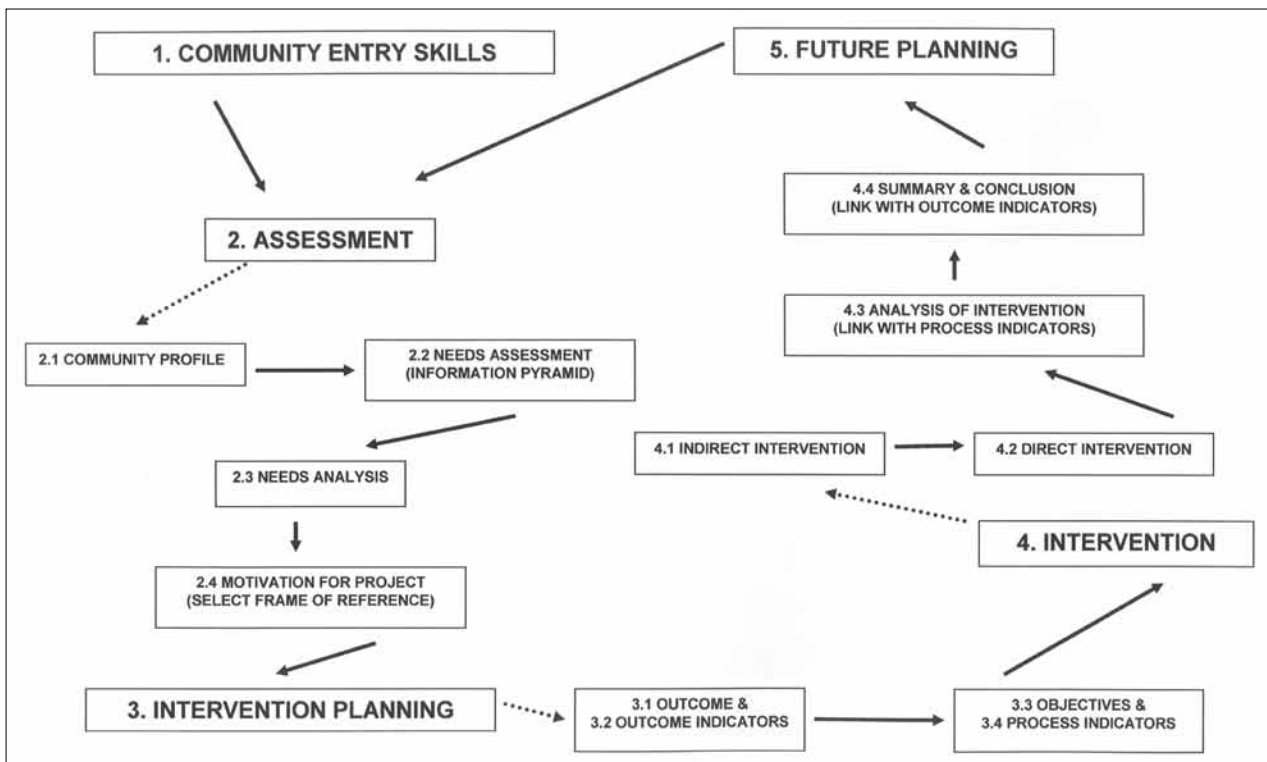 1. COMMUNITY ENTRY SKILLS
5. FUTURE PLANNING
4.4 SUMMARY & CONCLUSION
(LINK WITH OUTCOME INDICATORS)
2. ASSESSMENT
4.3 ANALYSIS OF INTERVENTION
(LINK WITH PROCESS INDICATORS)
2.1 COMMUNITY PROFILE
2.2 NEEDS ASSESSMENT
(INFORMATION PYRAMID)
4.1 INDIRECT INTERVENTION
4.2 DIRECT INTERVENTION
2.3 NEEDS ANALYSIS
4. INTERVENTION
2.4 MOTIVATION FOR PROJECT
(SELECT FRAME OF REFERENCE)
3. INTERVENTION PLANNING
3.1 OUTCOME &
3.2 OUTCOME INDICATORS
3.3 OBJECTIVES &
3.4 PROCESS INDICATORS